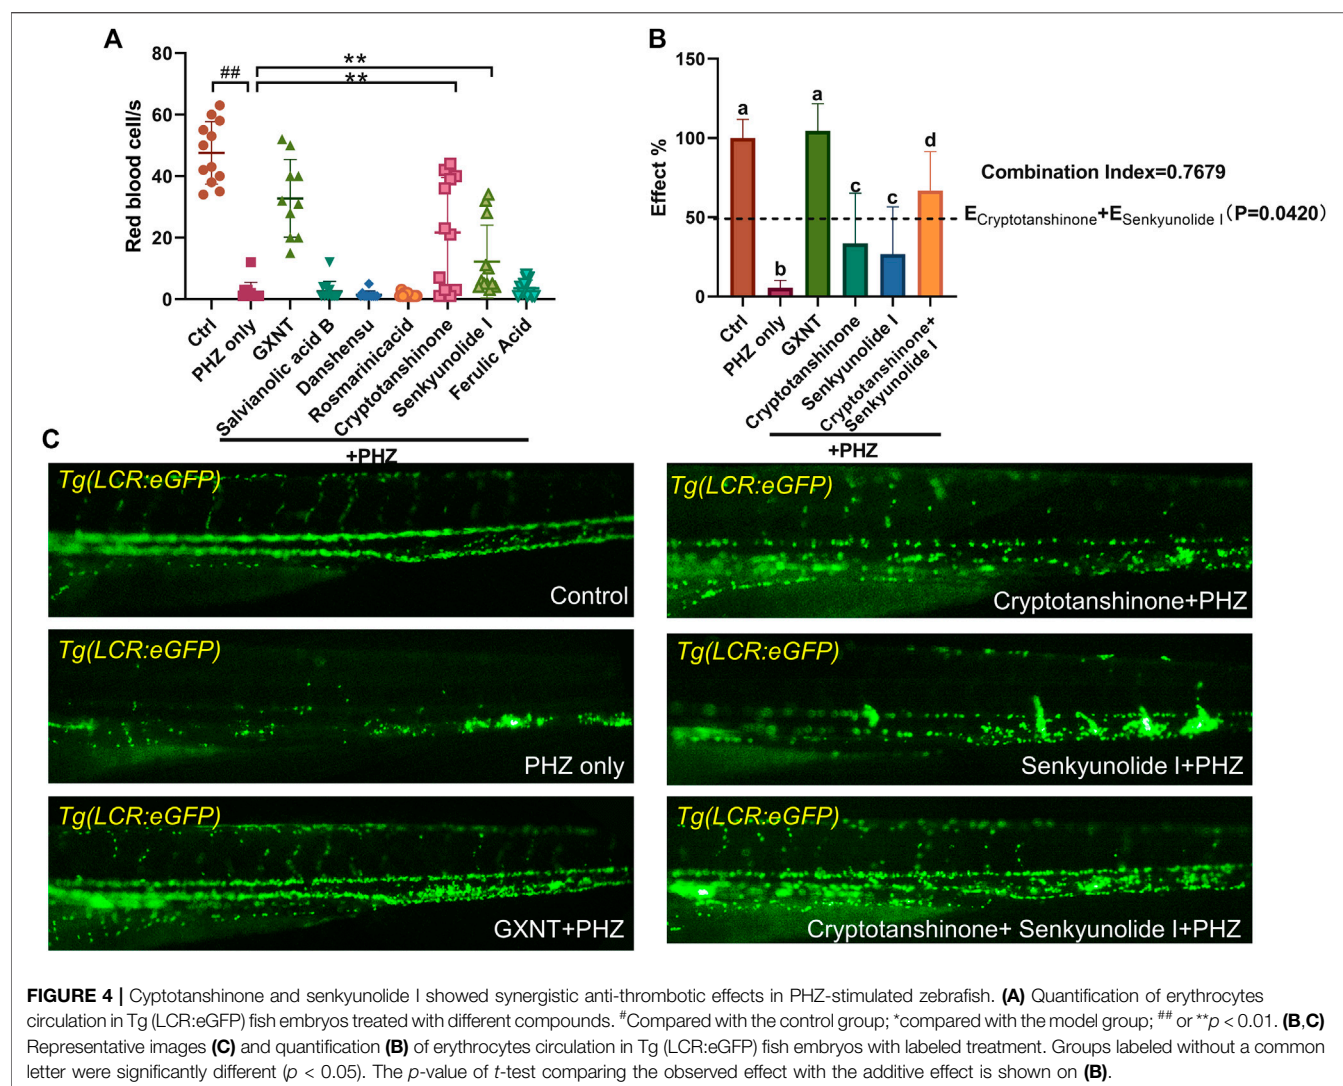 A
Red blood cell/s
80
60
40
20
0
##
**
**
Ctrl
PHZ only
GXNT
Salvianolic acid B
Danshensu
Rosmarinicacid
Cryptotanshinone
Senkyunolide I
Ferulic Acid
+PHZ
B
Effect %
150
100
50
0
a
b
a
c
c
d
Ctrl
PHZ only
GXNT
Cryptotanshinone
Senkyunolide I
Cryptotanshinone+
Senkyunolide I
+PHZ
Combination Index=0.7679
ECryptotanshinone+ESenkyunolide I(P=0.0420)
C
Tg(LCR:eGFP)
Control
Tg(LCR:eGFP)
Cryptotanshinone+PHZ
Tg(LCR:eGFP)
PHZ only
Tg(LCR:eGFP)
Senkyunolide I+PHZ
Tg(LCR:eGFP)
GXNT+PHZ
Tg(LCR:eGFP)
Cryptotanshinone+ Senkyunolide I+PHZ
FIGURE 4 | Cyptotanshinone and senkyunolide I showed synergistic anti-thrombotic effects in PHZ-stimulated zebrafish. (A) Quantification of erythrocytes
circulation in Tg (LCR:eGFP) fish embryos treated with different compounds. #Compared with the control group; *compared with the model group; ## or **p < 0.01. (B,C)
Representative images (C) and quantification (B) of erythrocytes circulation in Tg (LCR:eGFP) fish embryos with labeled treatment. Groups labeled without a common
letter were significantly different (p < 0.05). The p-value of t-test comparing the observed effect with the additive effect is shown on (B).